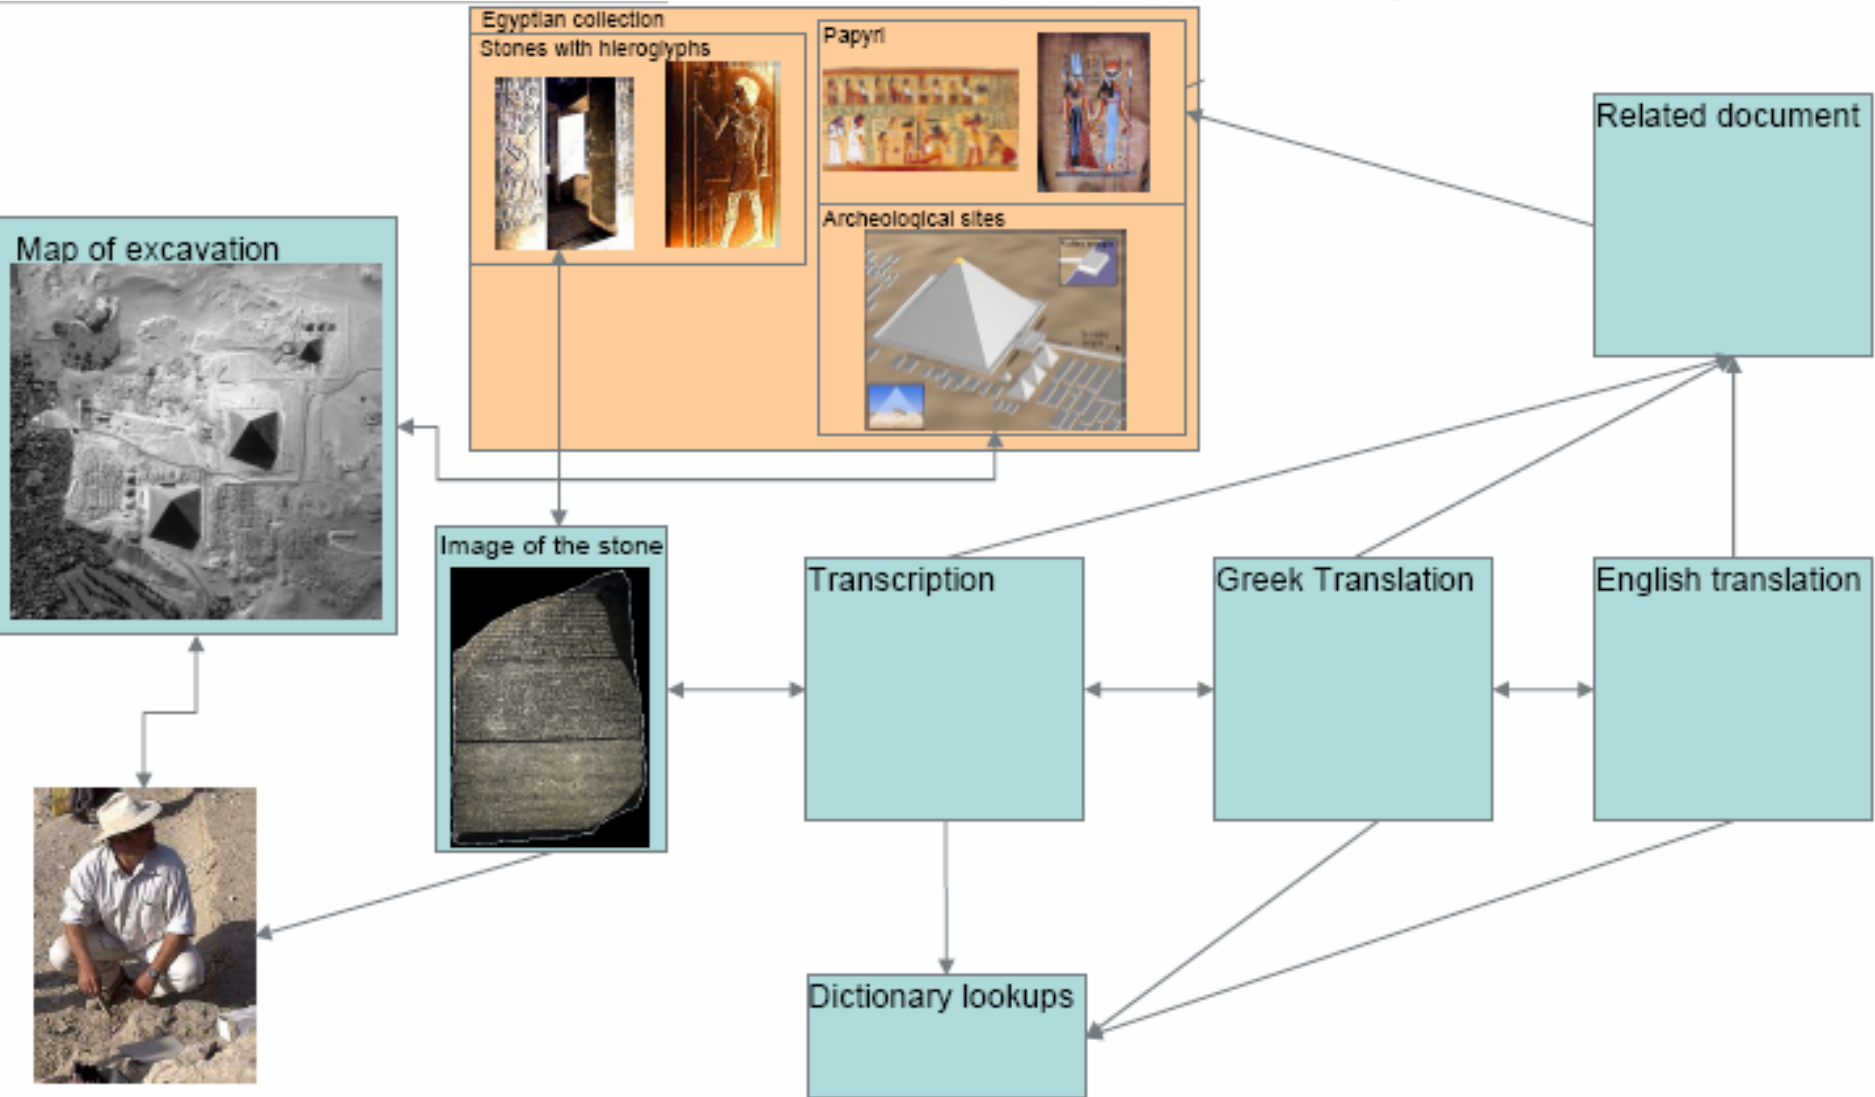 Egyptian collection
Stones with hieroglyphs
Papyri
Related document
Archeological sites
Map of excavation
Image of the stone
Transcription
Greek Translation
English translation
Dictionary lookups